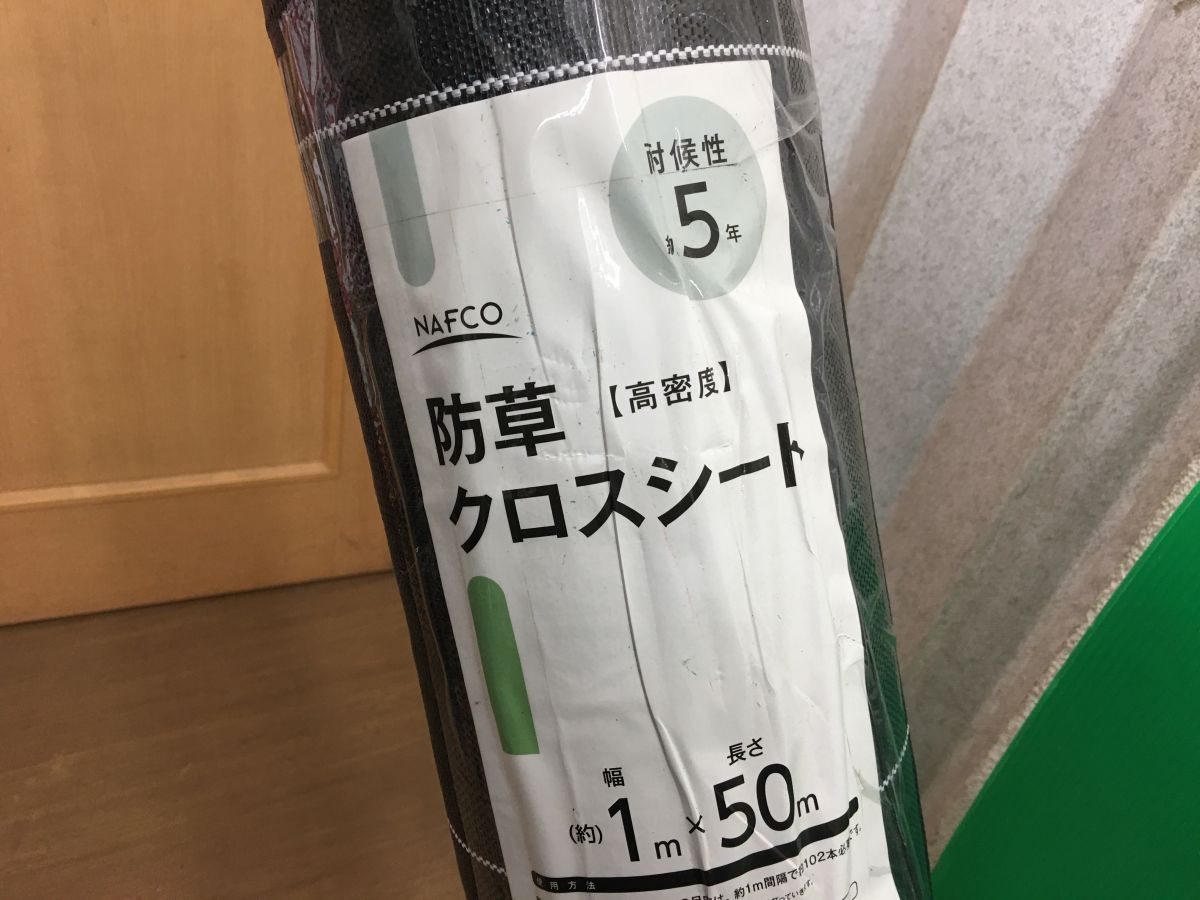 耐候性
約5年
NAFCO
防草【高密度】
クロスシート
幅 長さ
(約)1m×50m
使用方法
約1m間隔で約102本必要です。